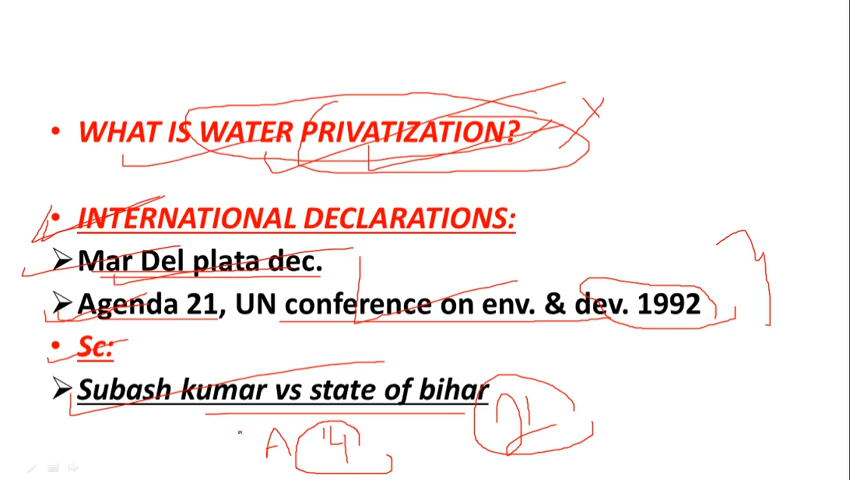 • WHAT IS WATER PRIVATIZATION?
• INTERNATIONAL DECLARATIONS:
➢ Mar Del plata dec.
➢ Agenda 21, UN conference on env. & dev. 1992
• Sc:
➢ Subash kumar vs state of bihar
A 14